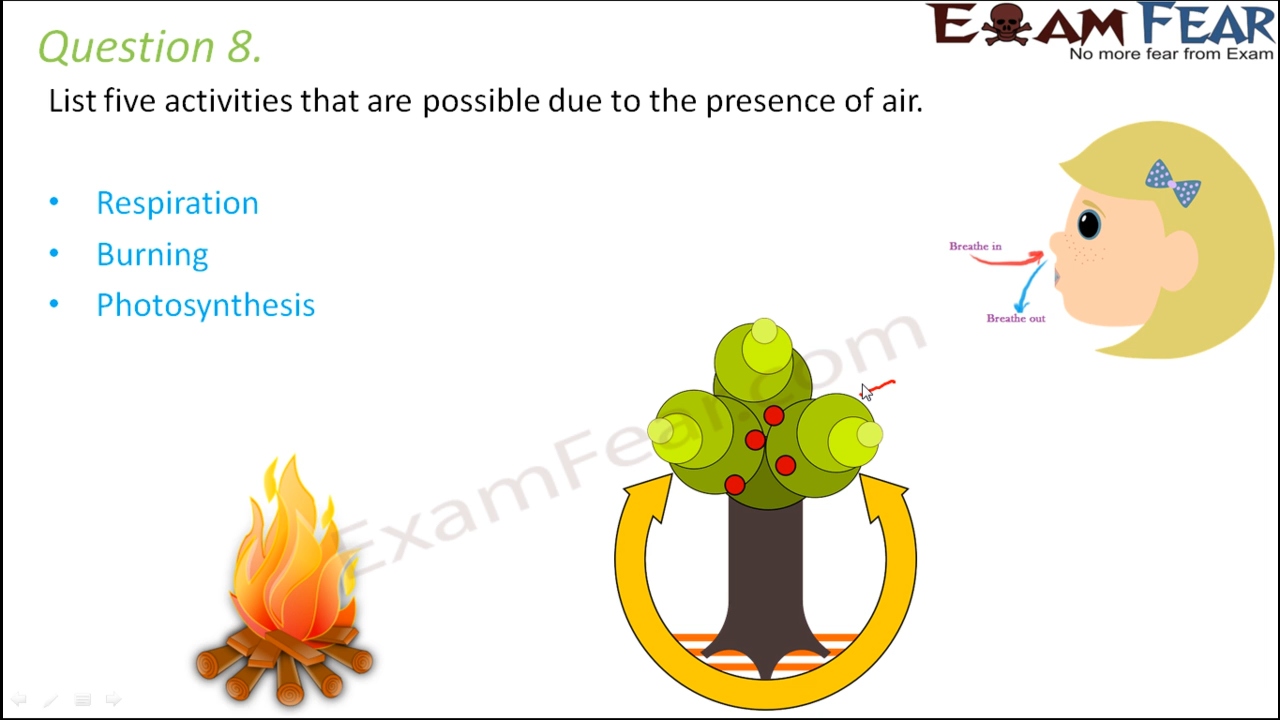 Question 8.
EXAM FEAR
No more fear from Exam
List five activities that are possible due to the presence of air.
• Respiration
• Burning
• Photosynthesis
Breathe in
Breathe out
ExamFear.com